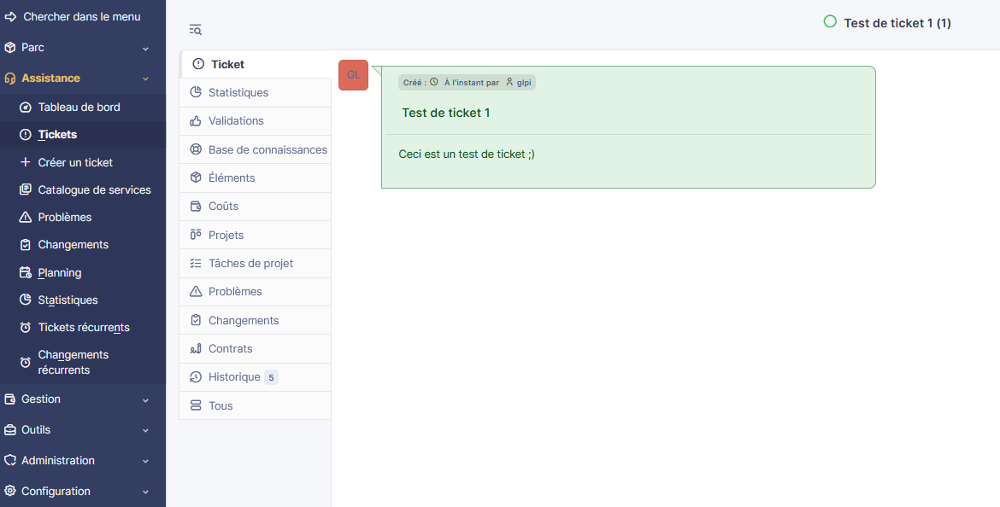 Chercher dans le menu
Parc
Assistance
Tableau de bord
Tickets
Créer un ticket
Catalogue de services
Problèmes
Changements
Planning
Statistiques
Tickets récurrents
Changements
récurrents
Gestion
Outils
Administration
Configuration
Test de ticket 1 (1)
Ticket
Statistiques
Validations
Base de connaissances
Éléments
Coûts
Projets
Tâches de projet
Problèmes
Changements
Contrats
Historique 5
Tous
GL
Créé : À l'instant par glpi
Test de ticket 1
Ceci est un test de ticket ;)